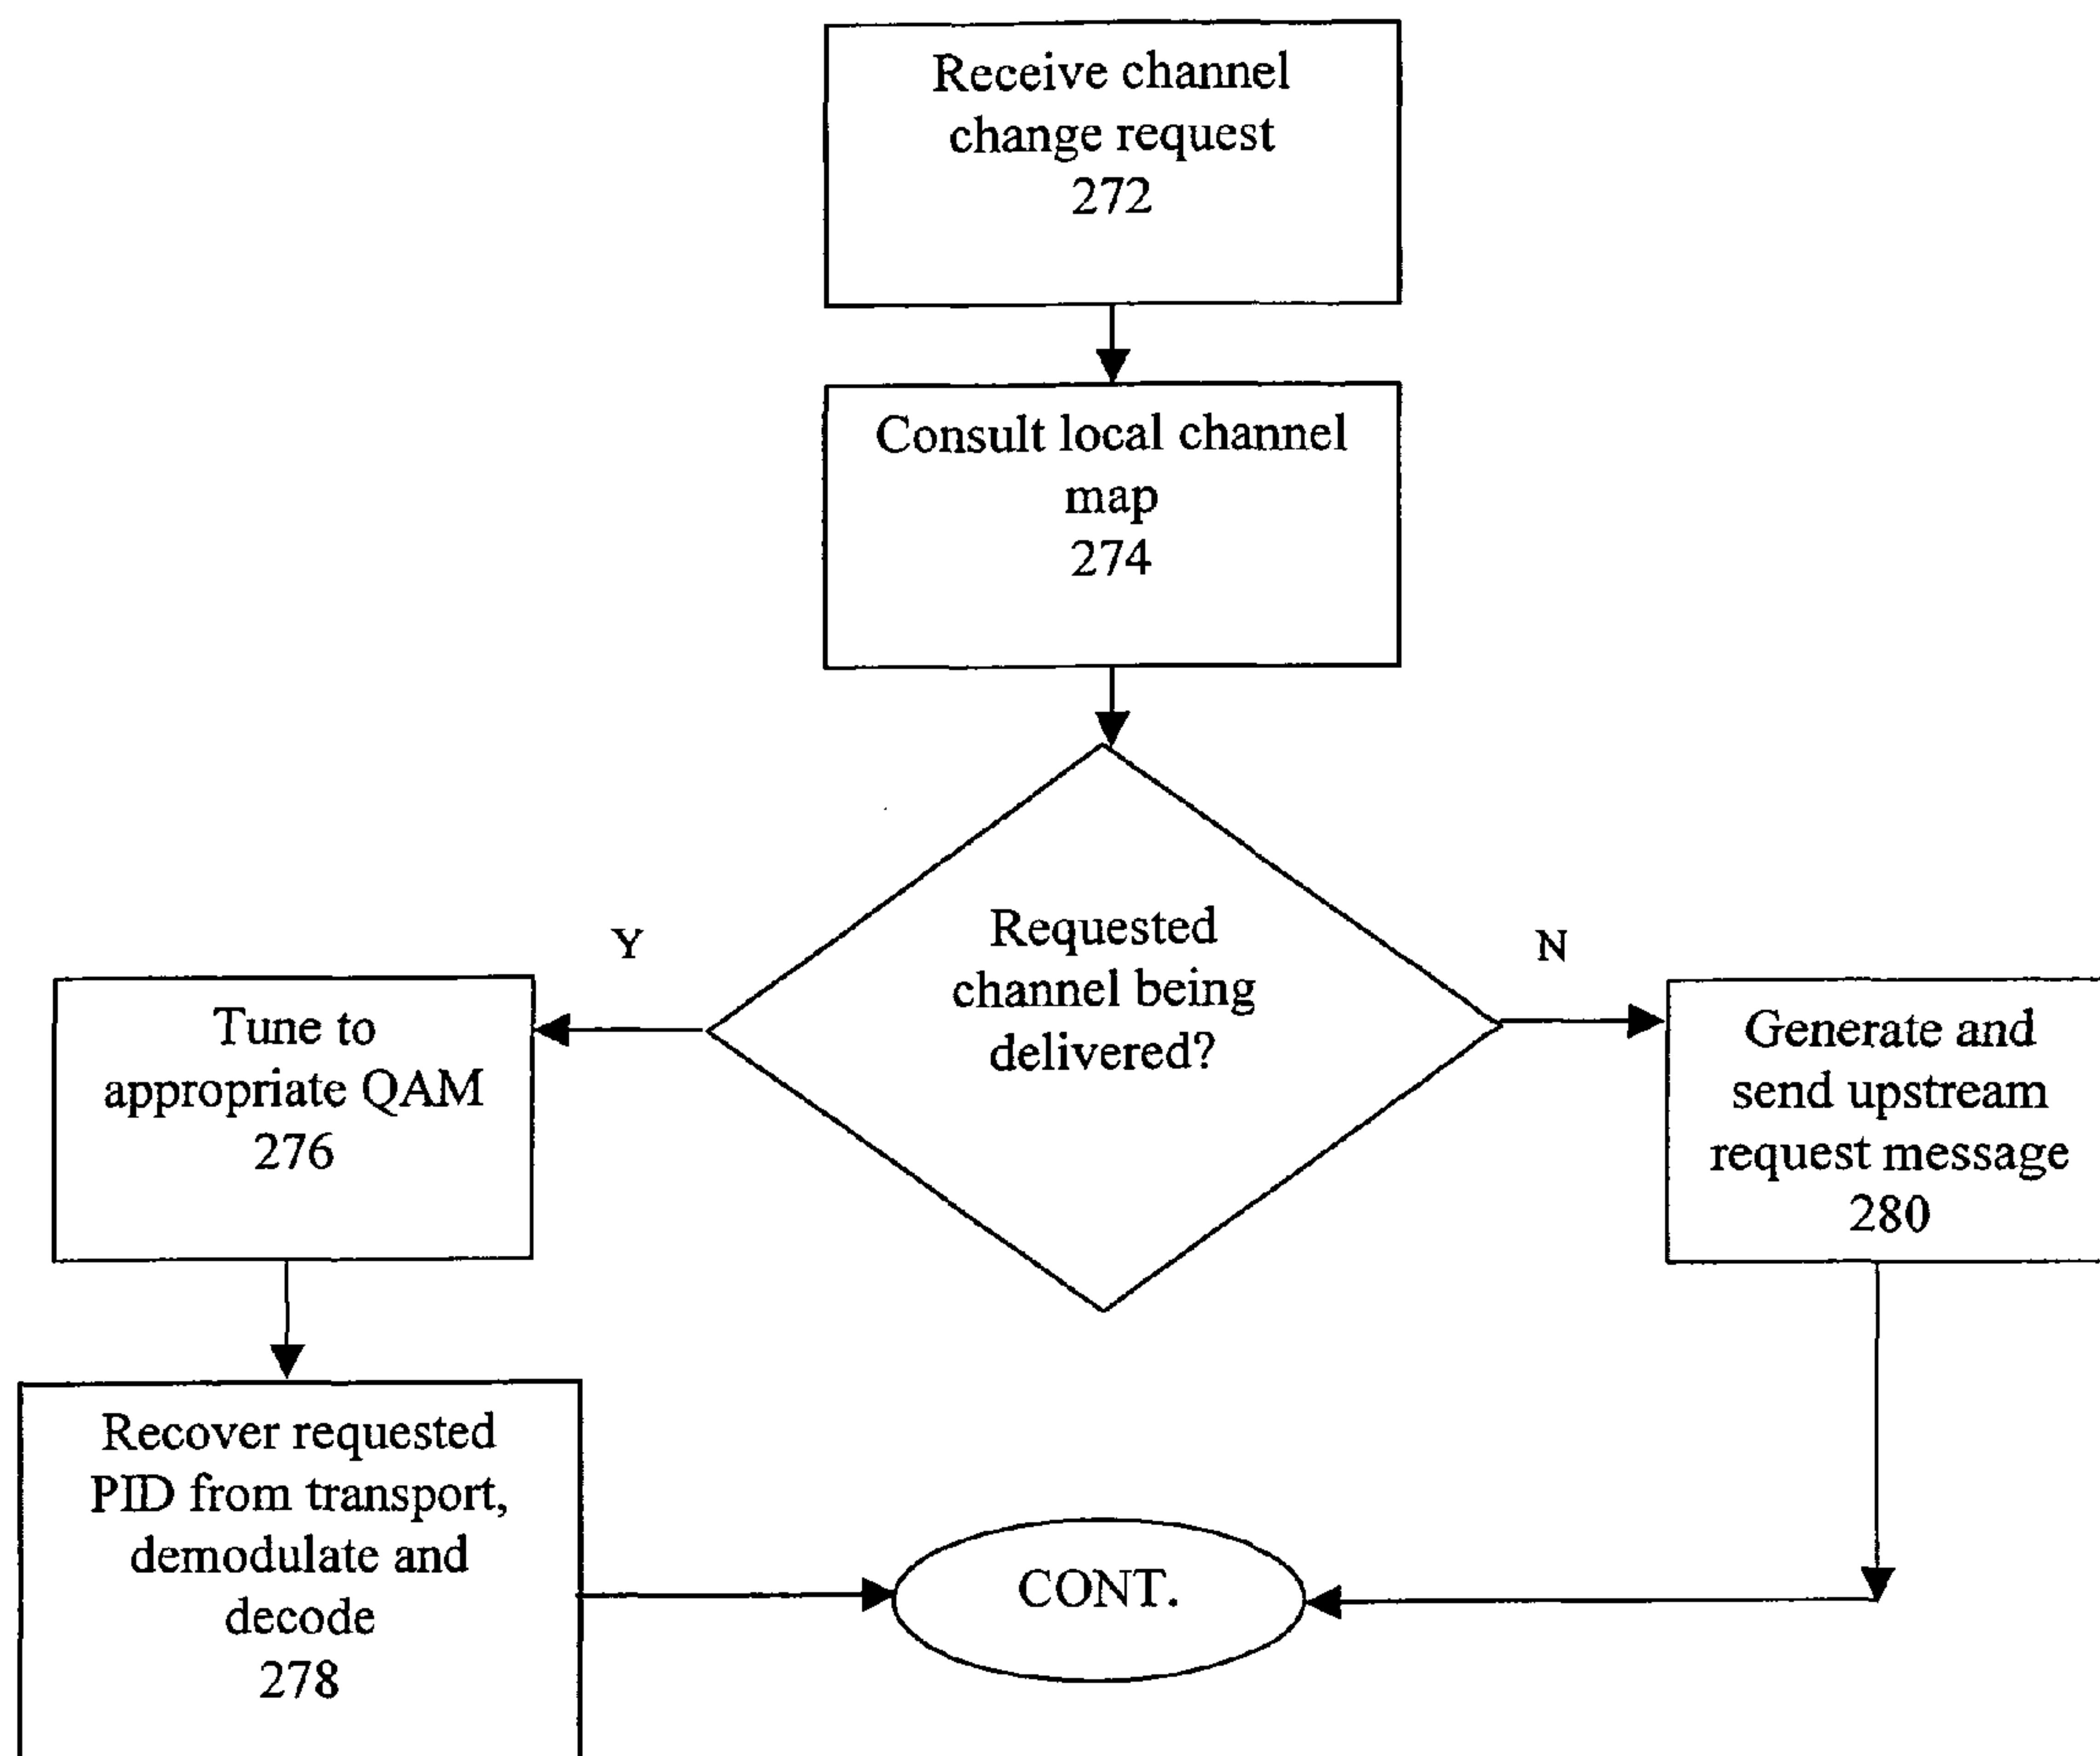 Receive channel
change request
272
Consult local channel
map
274
Requested
channel being
delivered?
Y
N
Tune to
appropriate QAM
276
Generate and
send upstream
request message
280
Recover requested
PID from transport,
demodulate and
decode
278
CONT.